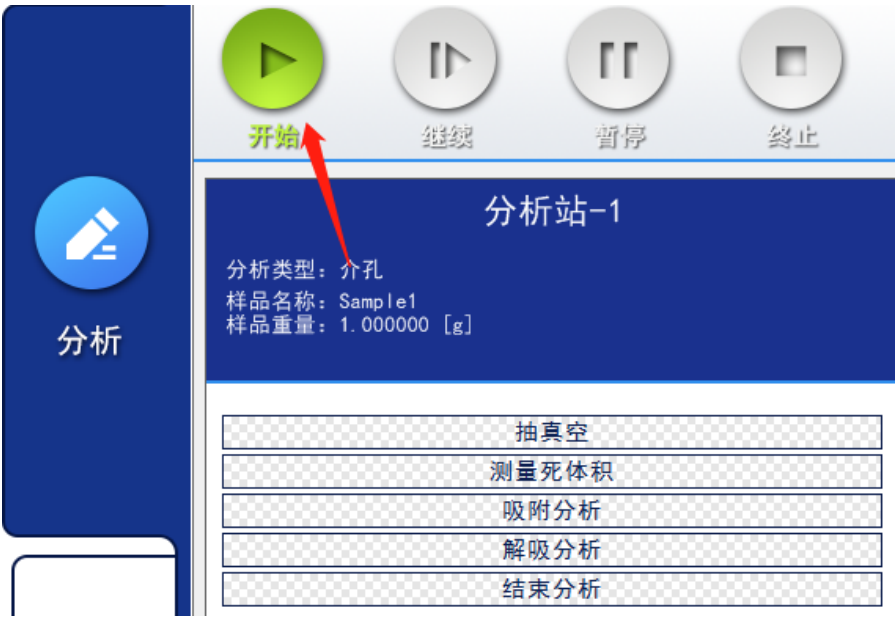 开始
继续
暂停
终止
分析
分析站-1
分析类型: 介孔
样品名称: Sample1
样品重量: 1.000000 [g]
抽真空
测量死体积
吸附分析
解吸分析
结束分析